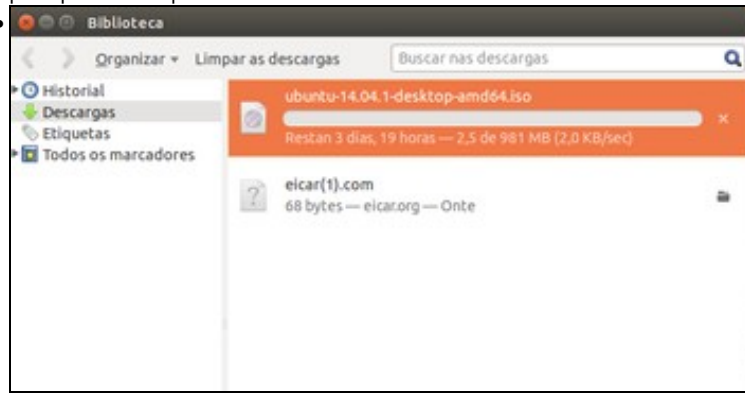 Biblioteca
Organizar Limpar as descargas Buscar nas descargas
Historial
Descargas
Etiquetas
Todos os marcadores
ubuntu-14.04.1-desktop-amd64.iso
Restan 3 días, 19 horas — 2,5 de 981 MB (2,0 KB/sec)
eicar(1).com
68 bytes — eicar.org — Onte